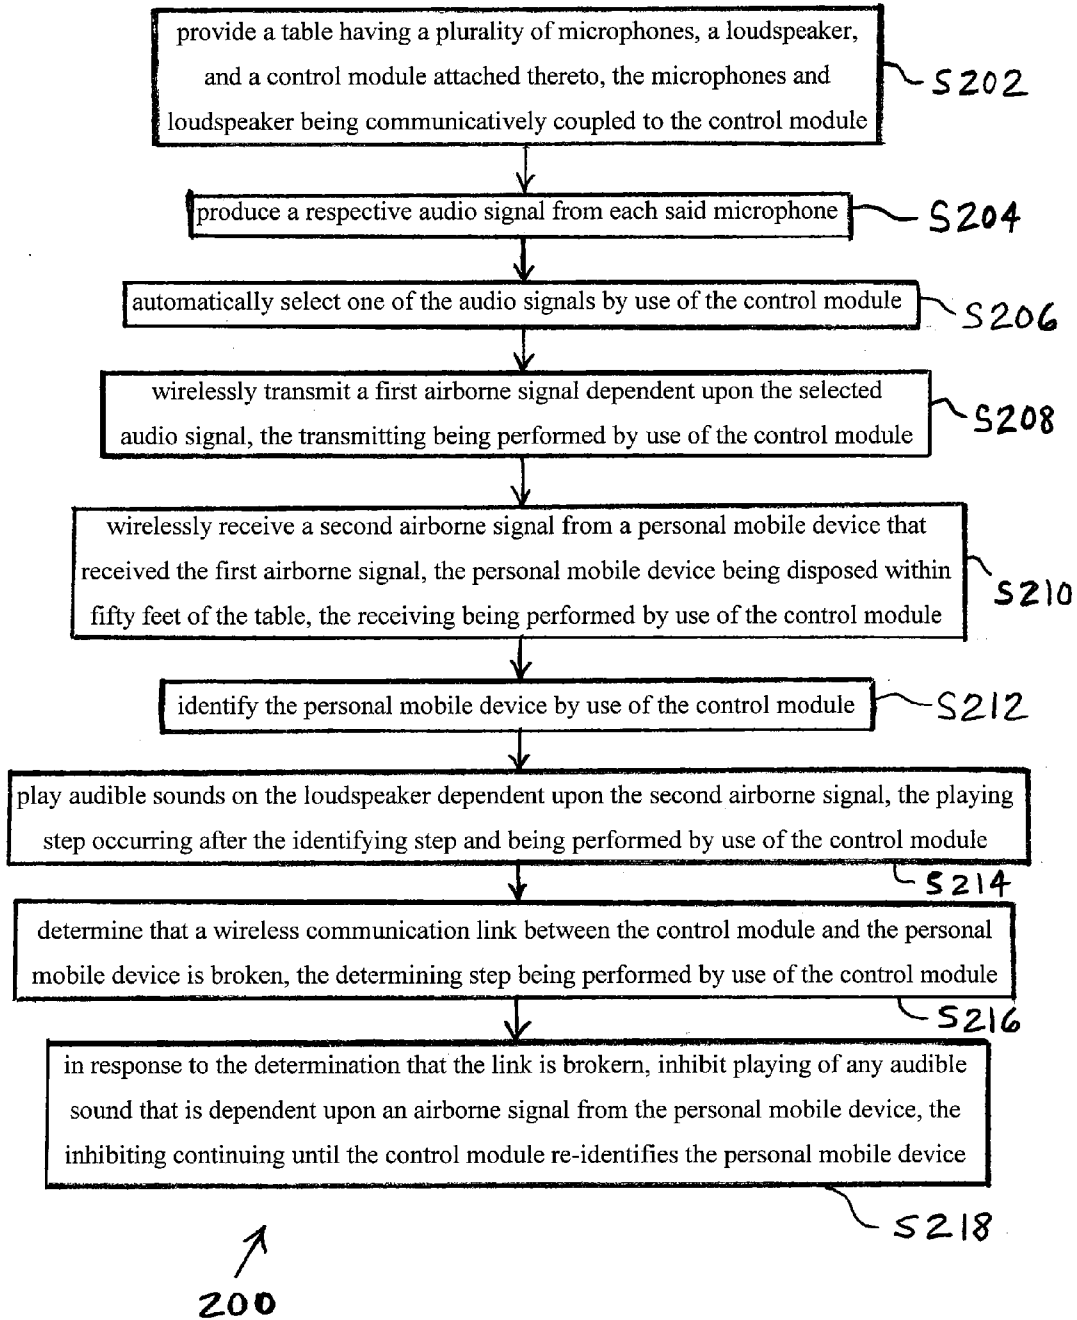 provide a table having a plurality of microphones, a loudspeaker,
and a control module attached thereto, the microphones and
loudspeaker being communicatively coupled to the control module
S202
produce a respective audio signal from each said microphone
S204
automatically select one of the audio signals by use of the control module
S206
wirelessly transmit a first airborne signal dependent upon the selected
audio signal, the transmitting being performed by use of the control module
S208
wirelessly receive a second airborne signal from a personal mobile device that
received the first airborne signal, the personal mobile device being disposed within
fifty feet of the table, the receiving being performed by use of the control module
S210
identify the personal mobile device by use of the control module
S212
play audible sounds on the loudspeaker dependent upon the second airborne signal, the playing
step occurring after the identifying step and being performed by use of the control module
S214
determine that a wireless communication link between the control module and the personal
mobile device is broken, the determining step being performed by use of the control module
S216
in response to the determination that the link is brokern, inhibit playing of any audible
sound that is dependent upon an airborne signal from the personal mobile device, the
inhibiting continuing until the control module re-identifies the personal mobile device
S218
200